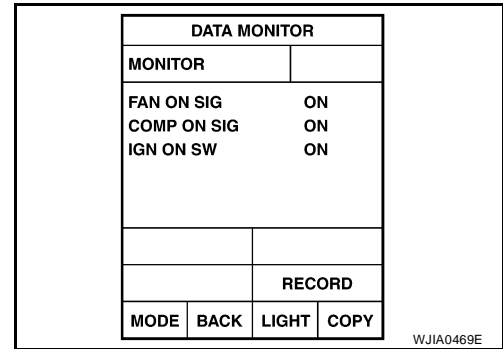 DATA MONITOR
MONITOR
FAN ON SIG ON
COMP ON SIG ON
IGN ON SW ON
RECORD
MODE BACK LIGHT COPY
WJIA0469E